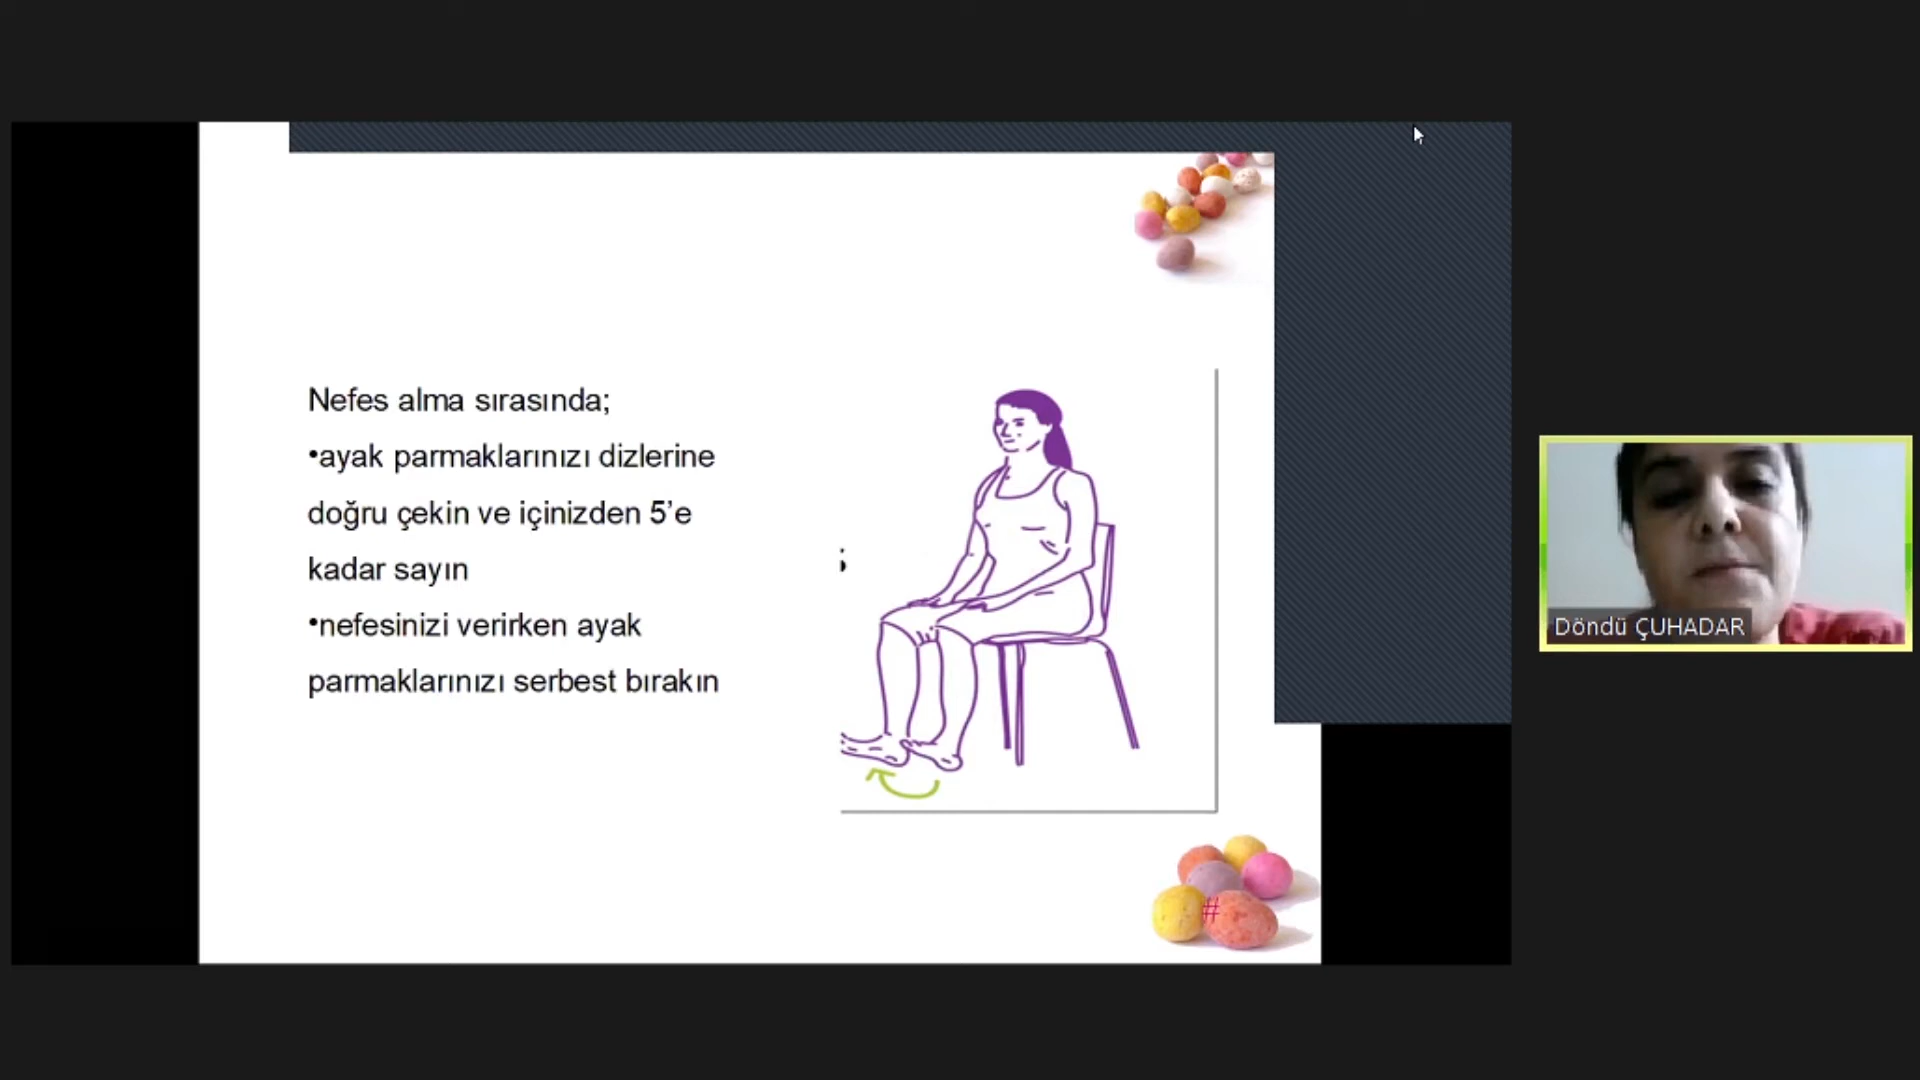 Nefes alma sırasında;
•ayak parmaklarınızı dizlerine
doğru çekin ve içinizden 5’e
kadar sayın
•nefesinizi verirken ayak
parmaklarınızı serbest bırakın
#
Döndü ÇUHADAR